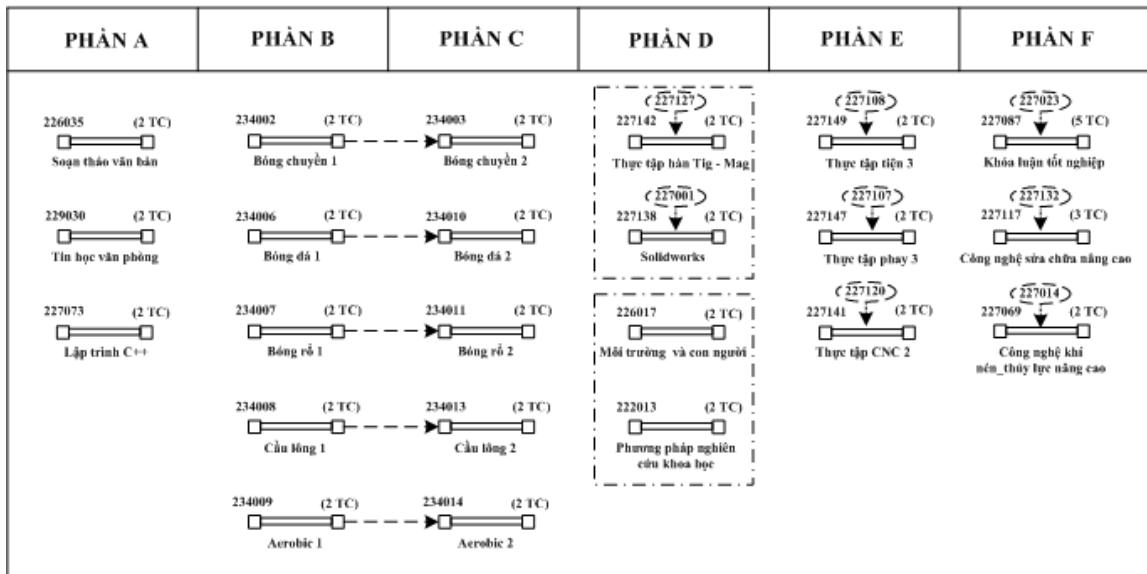 PHẦN A
PHẦN B
PHẦN C
PHẦN D
PHẦN E
PHẦN F
226035 (2 TC)
Soạn thảo văn bản
229030 (2 TC)
Tin học văn phòng
227073 (2 TC)
Lập trình C++
234002 (2 TC)
Bóng chuyền 1
234006 (2 TC)
Bóng đá 1
234007 (2 TC)
Bóng rổ 1
234008 (2 TC)
Cầu lông 1
234009 (2 TC)
Aerobic 1
234003 (2 TC)
Bóng chuyền 2
234010 (2 TC)
Bóng đá 2
234011 (2 TC)
Bóng rổ 2
234013 (2 TC)
Cầu lông 2
234014 (2 TC)
Aerobic 2
227127
227142 (2 TC)
Thực tập hàn Tig - Mag
227001
227138 (2 TC)
Solidworks
226017 (2 TC)
Môi trường và con người
222013 (2 TC)
Phương pháp nghiên
cứu khoa học
227108
227149 (2 TC)
Thực tập tiện 3
227107
227147 (2 TC)
Thực tập phay 3
227120
227141 (2 TC)
Thực tập CNC 2
227023
227087 (5 TC)
Khóa luận tốt nghiệp
227132
227117 (3 TC)
Công nghệ sửa chữa nâng cao
227014
227069 (2 TC)
Công nghệ khí
nén_thủy lực nâng cao